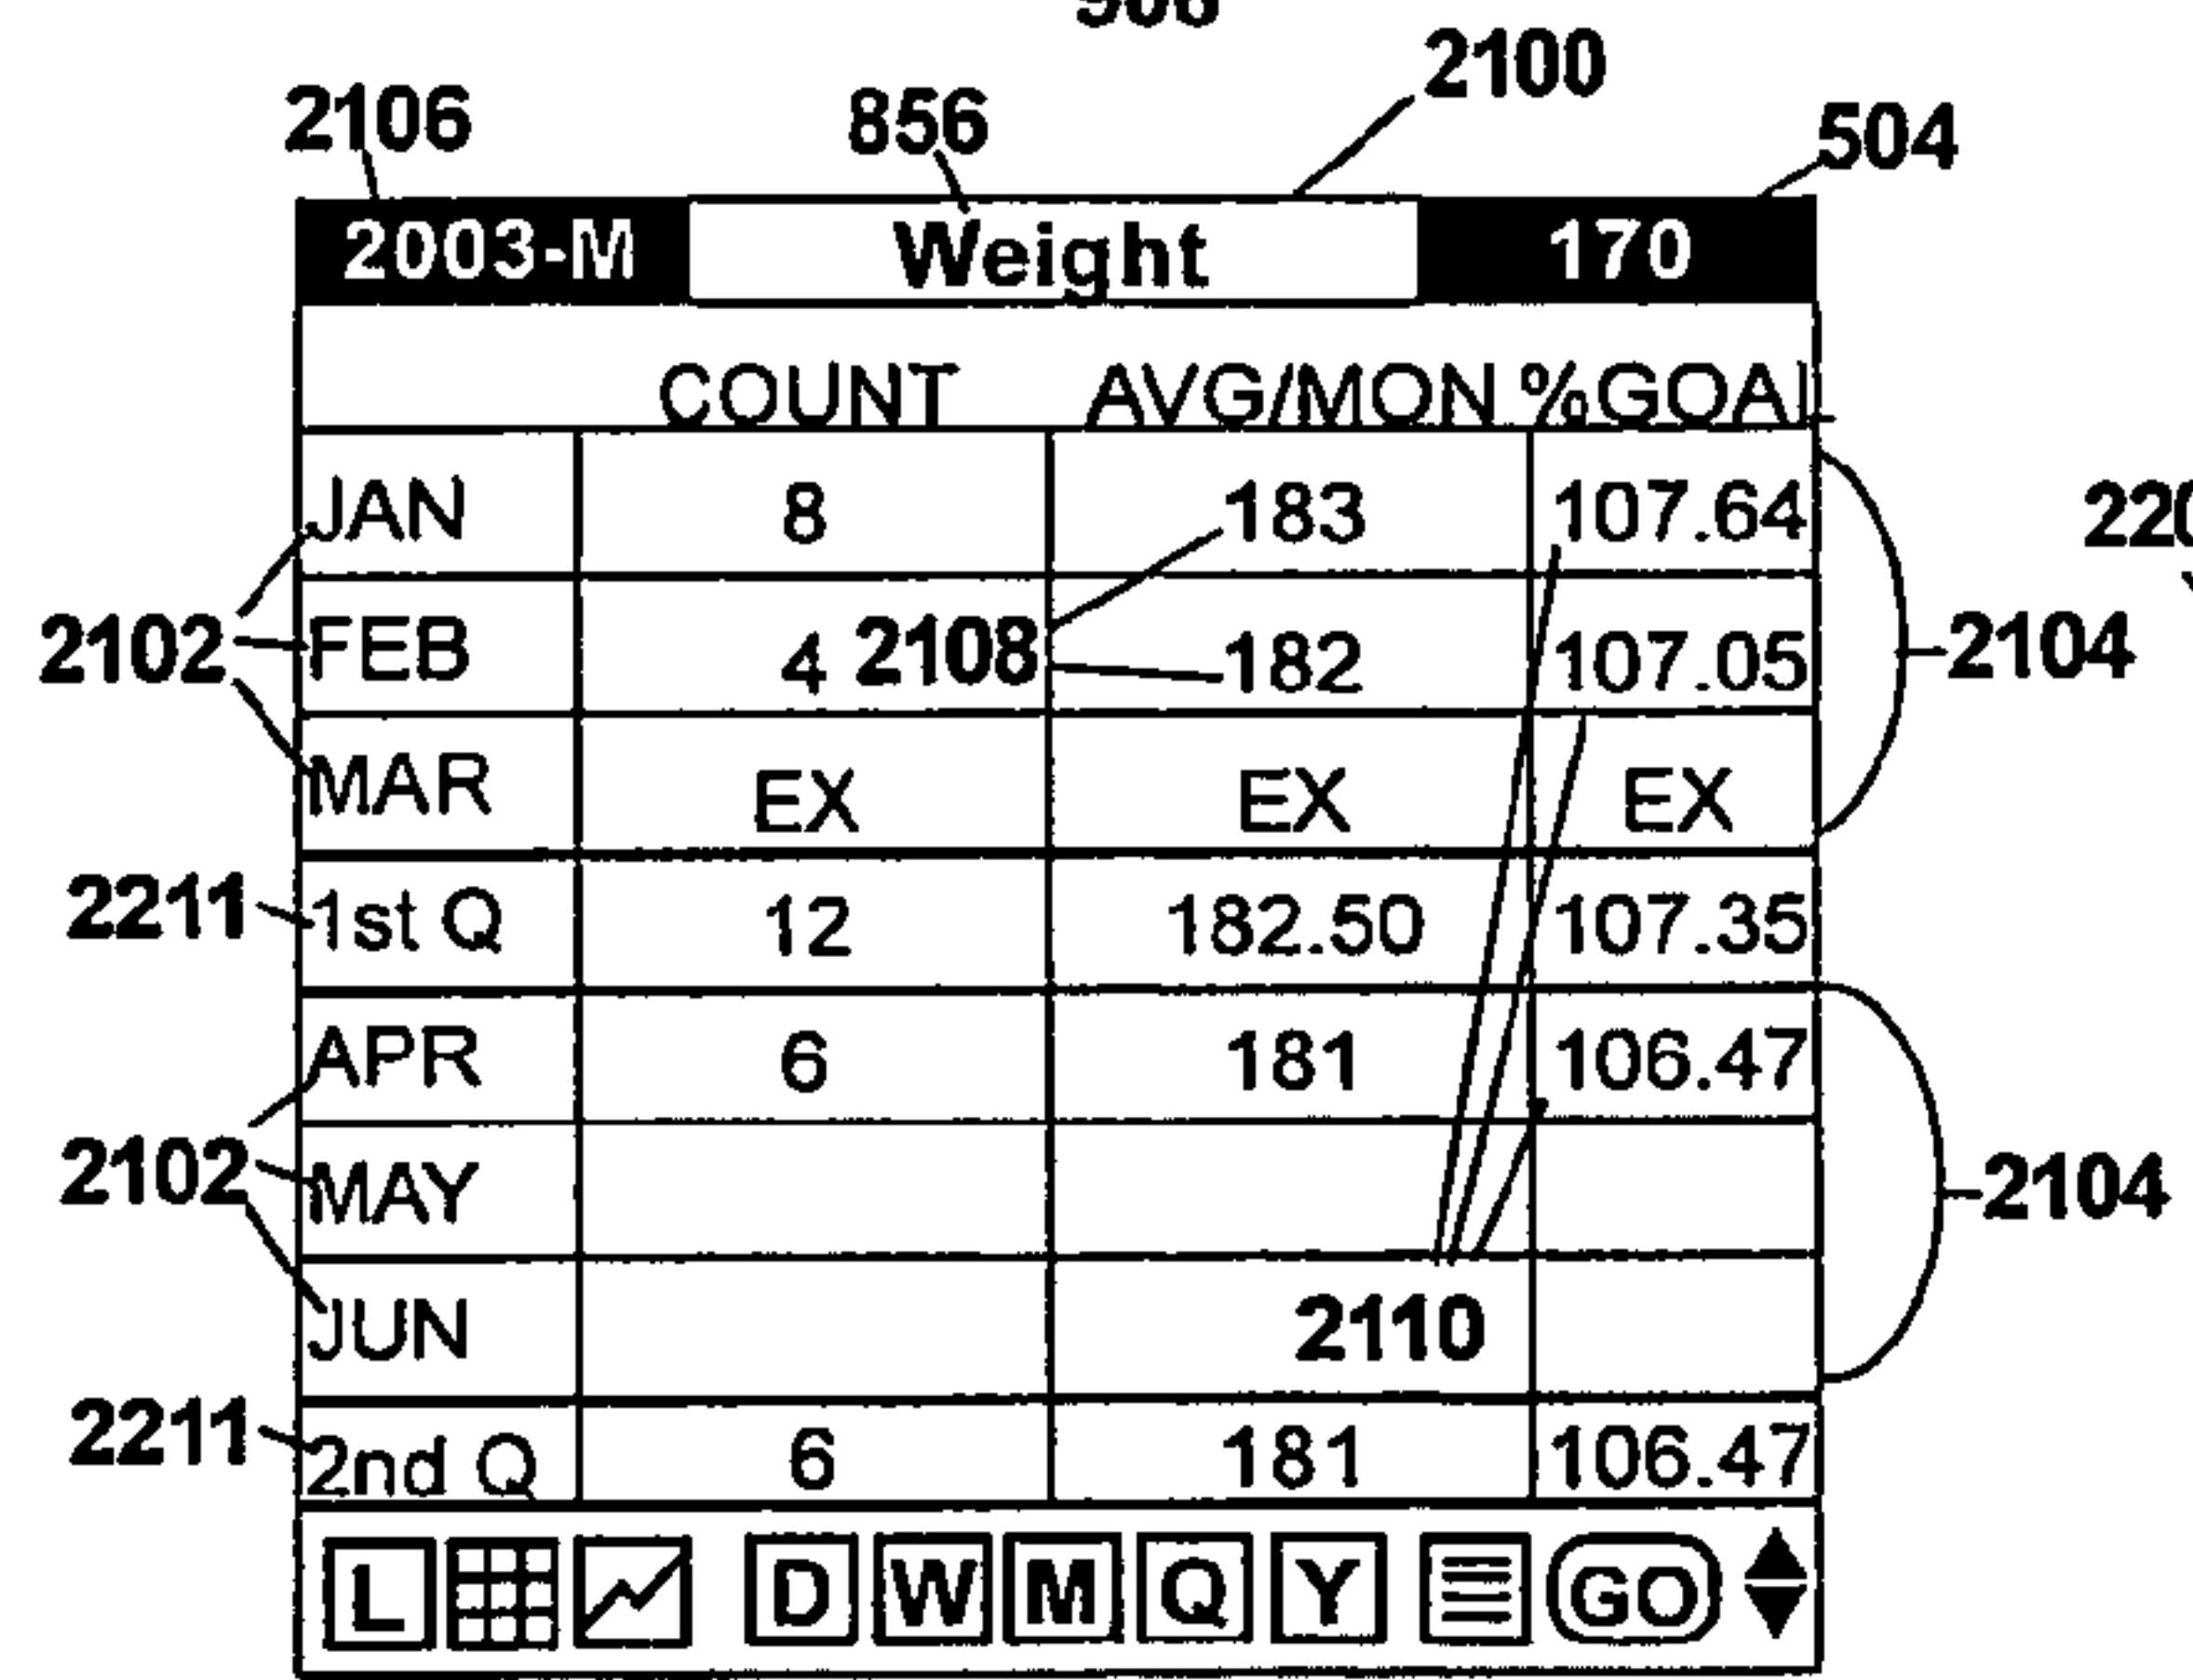 2100
2106 856 504
2003-M Weight 170
COUNT AVG/MON %GOAL
JAN 8 183 107.64
2102 FEB 4 2108 182 107.05 2104
MAR EX EX EX
2211 1st Q 12 182.50 107.35
APR 6 181 106.47
2102 MAY 2104
JUN 2110
2211 2nd Q 6 181 106.47
L D W M Q Y GO